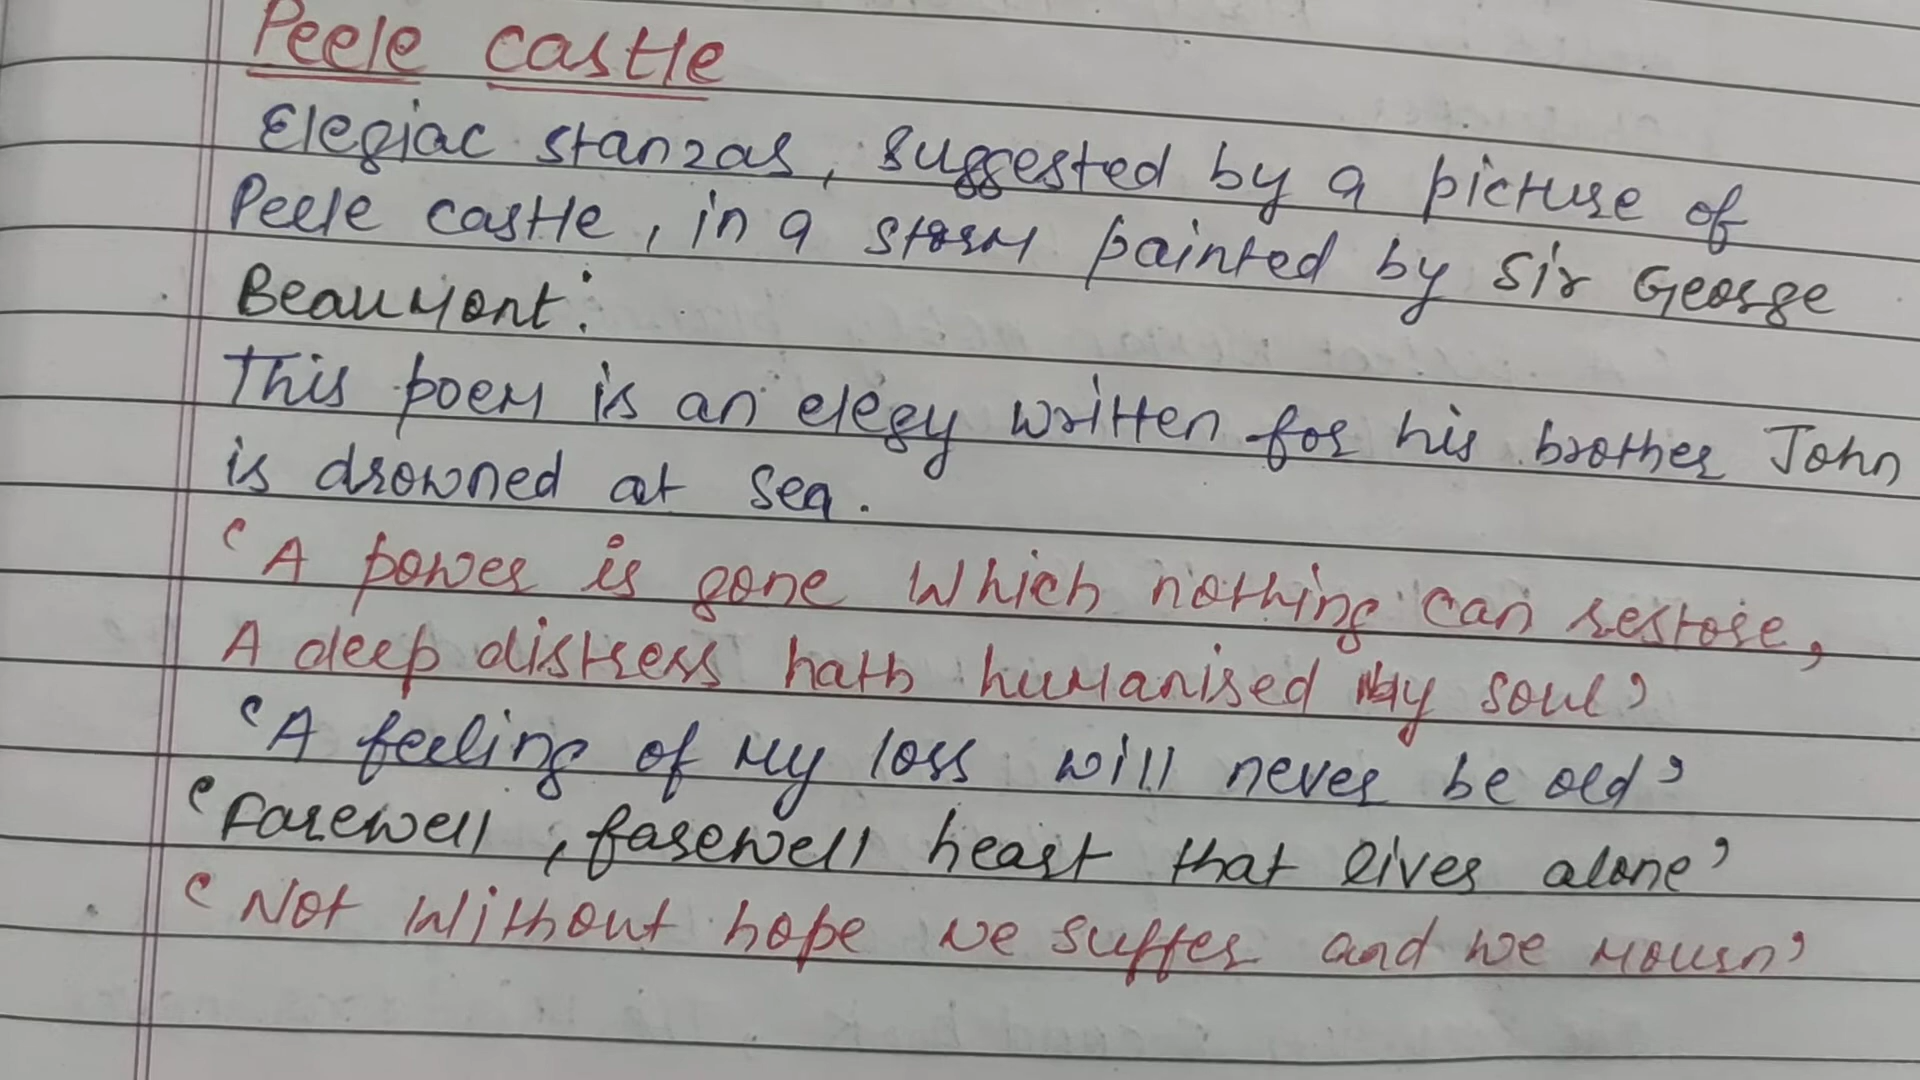 Peele castle
Elegiac stanzas, suggested by a picture of
Peele castle, in a storm painted by Sir George
Beaumont:
This poem is an elegy written for his brother John
is drowned at sea.
'A power is gone which nothing can restore,
A deep distress hath humanised My soul'
'A feeling of My loss will never be old'
'Farewell, farewell heart that lives alone'
'Not without hope we suffer and we mourn'